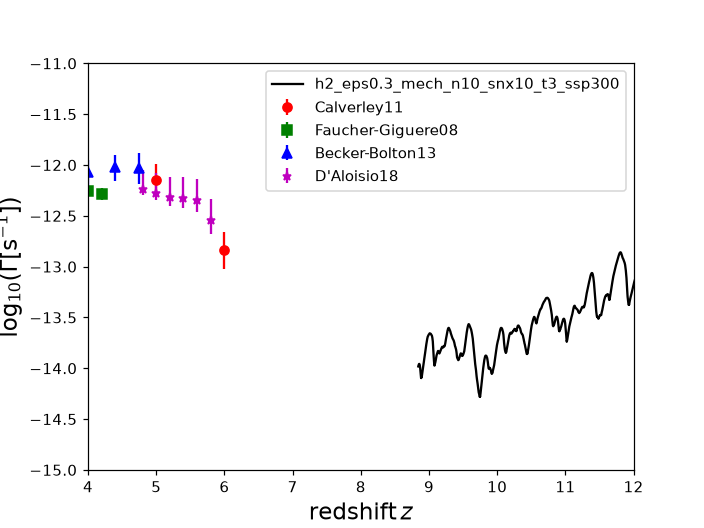 −11.0
−11.5
−12.0
−12.5
−13.0
−13.5
−14.0
−14.5
−15.0
log₁₀(Γ[s⁻¹])
h2_eps0.3_mech_n10_snx10_t3_ssp300
Calverley11
Faucher-Giguere08
Becker-Bolton13
D'Aloisio18
4 5 6 7 8 9 10 11 12
redshift z